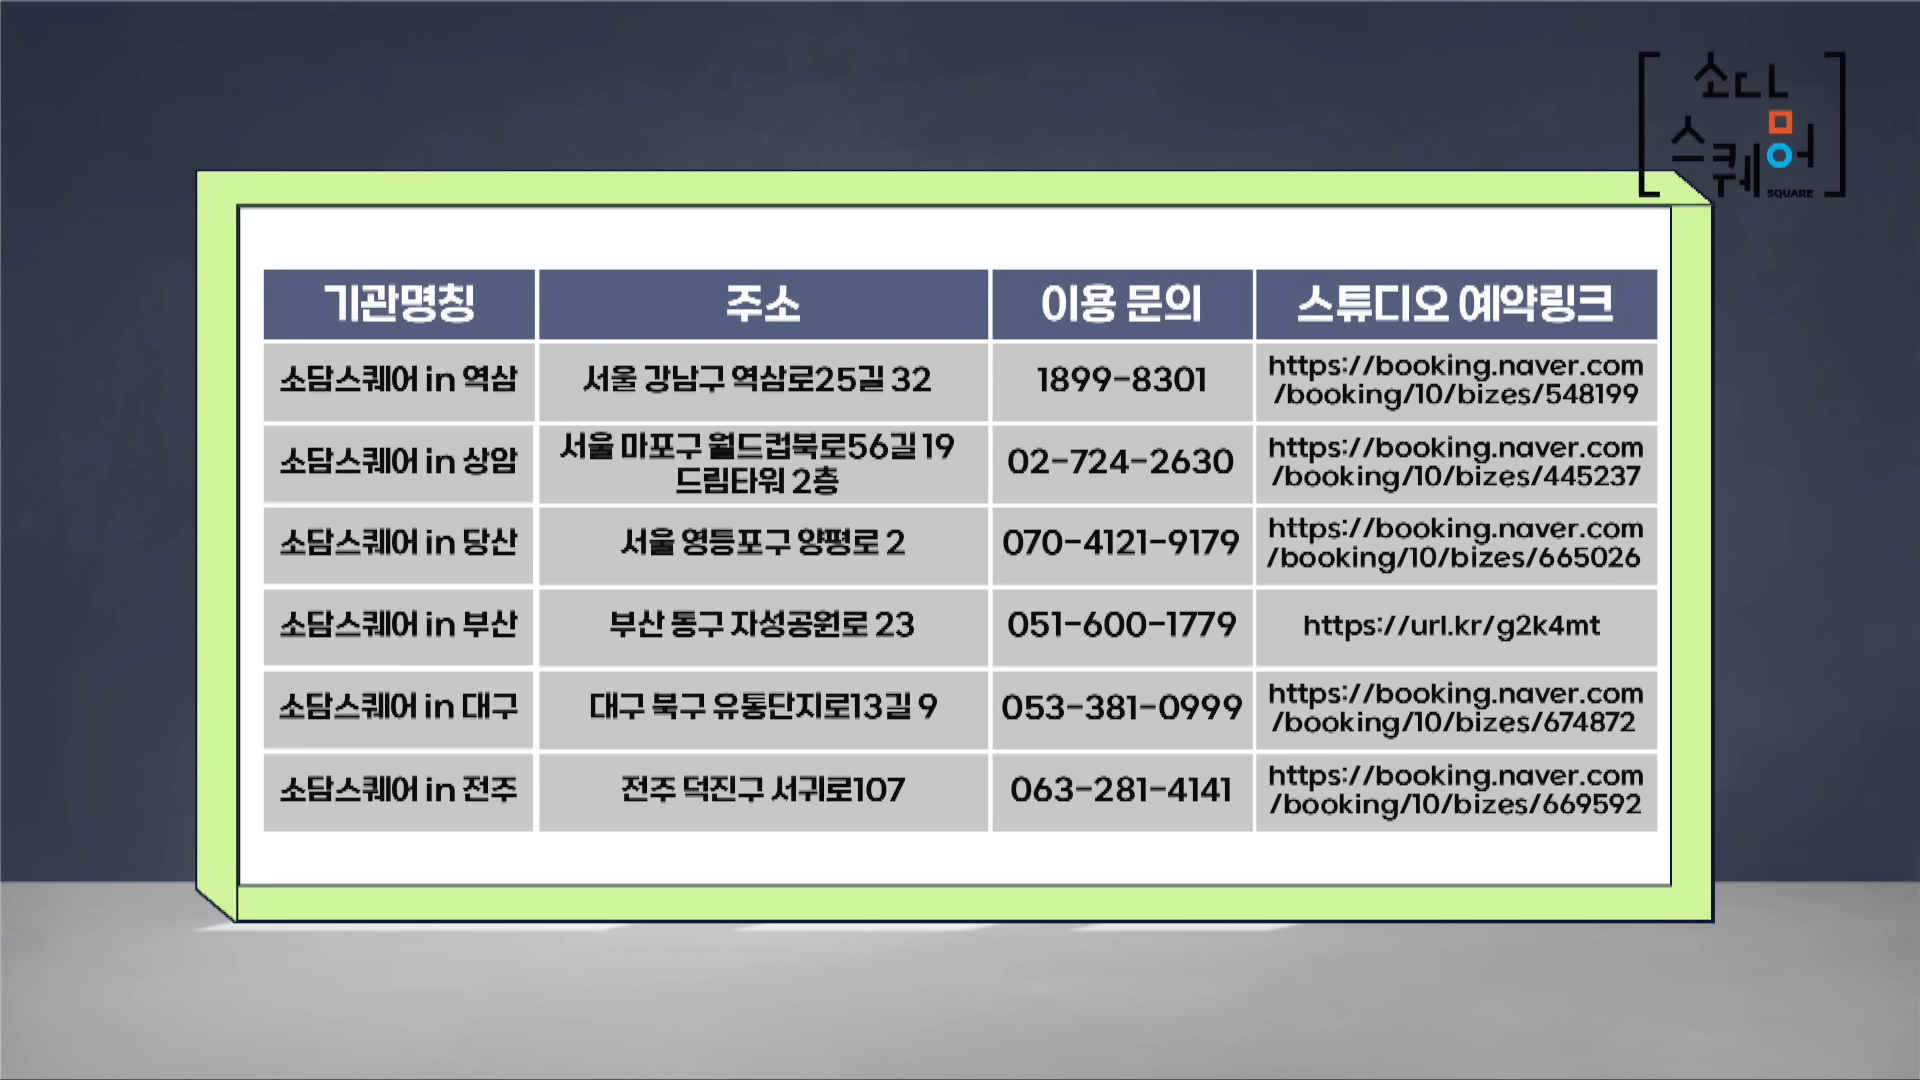 소담
스퀘어
SQUARE
기관명칭 주소 이용 문의 스튜디오 예약링크
소담스퀘어 in 역삼 서울 강남구 역삼로25길 32 1899-8301 https://booking.naver.com
/booking/10/bizes/548199
소담스퀘어 in 상암 서울 마포구 월드컵북로56길 19
드림타워 2층 02-724-2630 https://booking.naver.com
/booking/10/bizes/445237
소담스퀘어 in 당산 서울 영등포구 양평로 2 070-4121-9179 https://booking.naver.com
/booking/10/bizes/665026
소담스퀘어 in 부산 부산 동구 자성공원로 23 051-600-1779 https://url.kr/g2k4mt
소담스퀘어 in 대구 대구 북구 유통단지로13길 9 053-381-0999 https://booking.naver.com
/booking/10/bizes/674872
소담스퀘어 in 전주 전주 덕진구 서귀로107 063-281-4141 https://booking.naver.com
/booking/10/bizes/669592